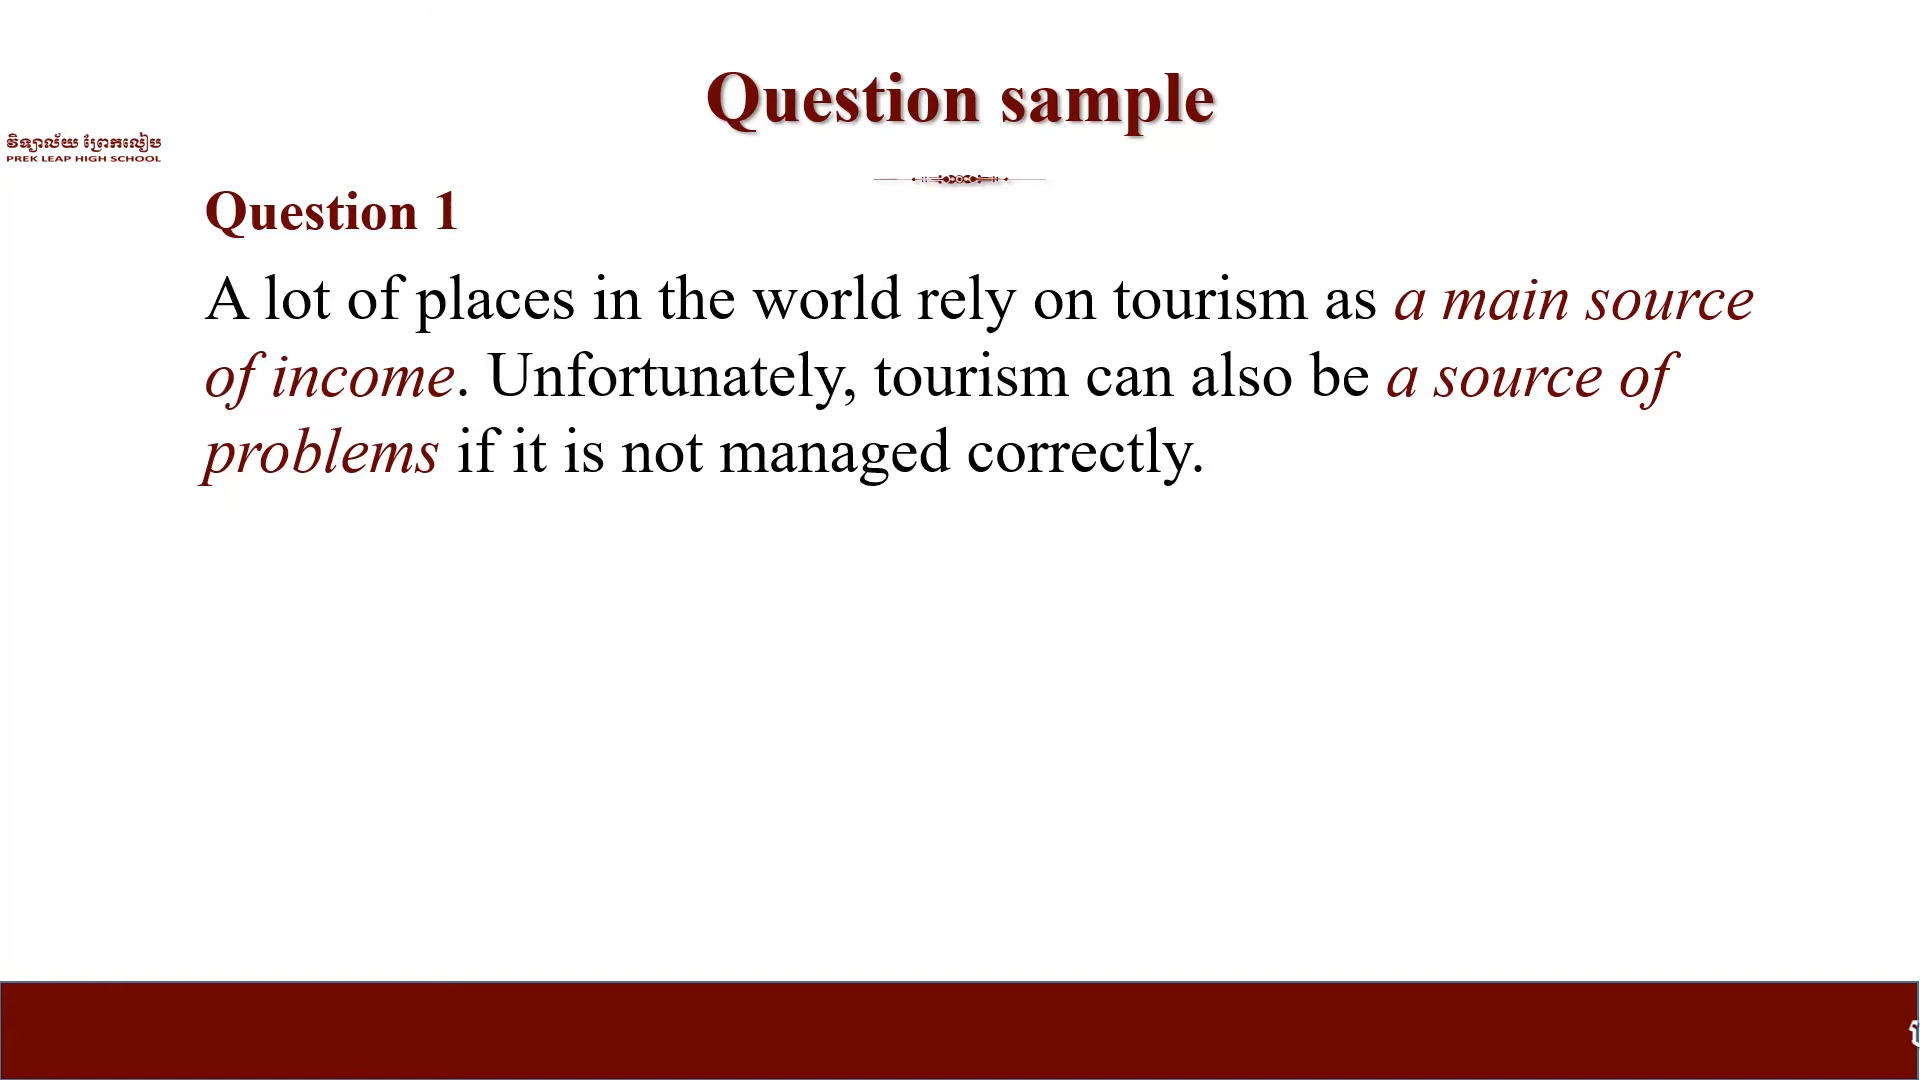 Question sample
វិទ្យាល័យ ព្រែកលៀប
PREK LEAP HIGH SCHOOL
Question 1
A lot of places in the world rely on tourism as a main source
of income. Unfortunately, tourism can also be a source of
problems if it is not managed correctly.